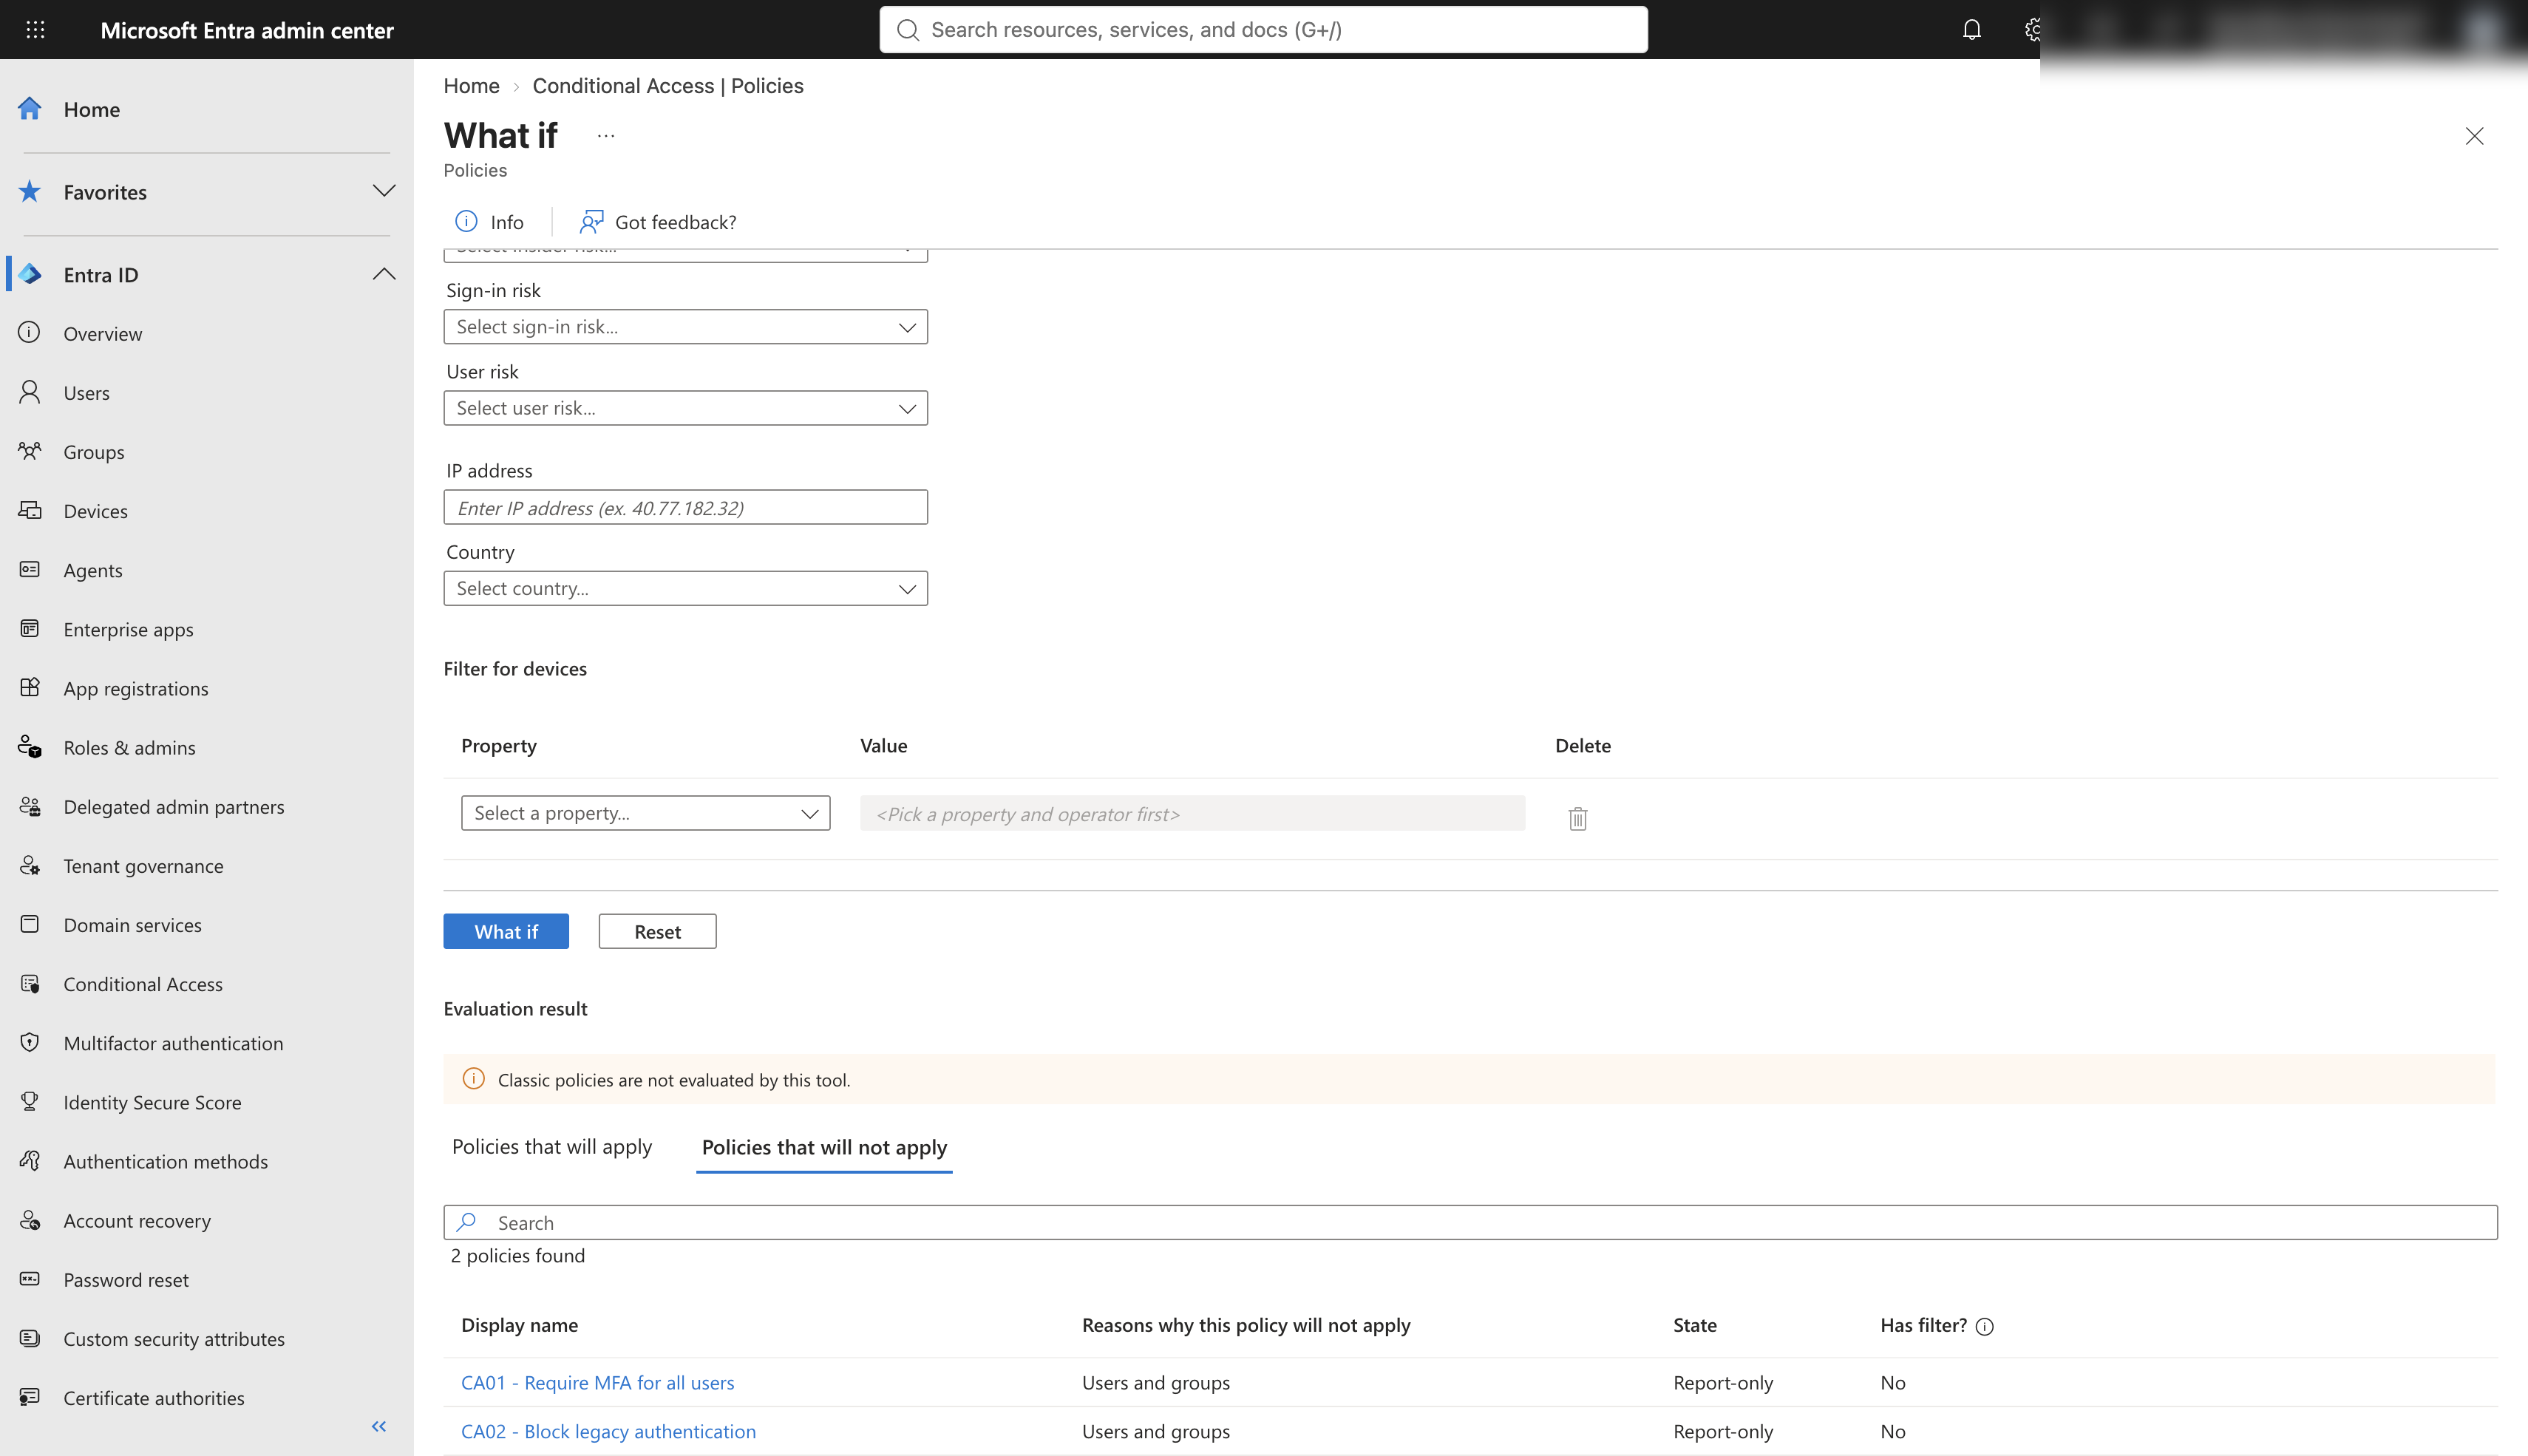 Microsoft Entra admin center
Search resources, services, and docs (G+/)
Home
Favorites
Entra ID
Overview
Users
Groups
Devices
Agents
Enterprise apps
App registrations
Roles & admins
Delegated admin partners
Tenant governance
Domain services
Conditional Access
Multifactor authentication
Identity Secure Score
Authentication methods
Account recovery
Password reset
Custom security attributes
Certificate authorities
Home > Conditional Access | Policies
What if ...
Policies
Info
Got feedback?
Select insider risk...
Sign-in risk
Select sign-in risk...
User risk
Select user risk...
IP address
Enter IP address (ex. 40.77.182.32)
Country
Select country...
Filter for devices
Property Value Delete
Select a property... <Pick a property and operator first>
What if Reset
Evaluation result
Classic policies are not evaluated by this tool.
Policies that will apply Policies that will not apply
Search
2 policies found
Display name Reasons why this policy will not apply State Has filter?
CA01 - Require MFA for all users Users and groups Report-only No
CA02 - Block legacy authentication Users and groups Report-only No